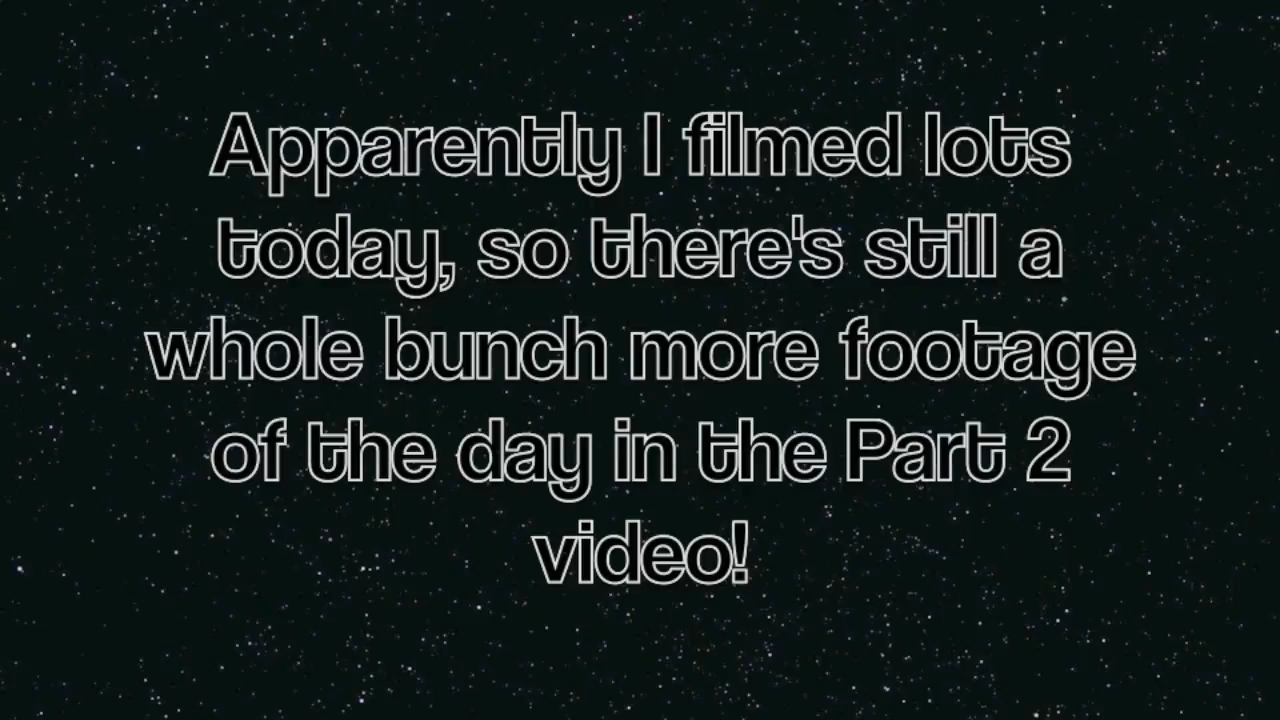 Apparently I filmed lots
today, so there's still a
whole bunch more footage
of the day in the Part 2
video!